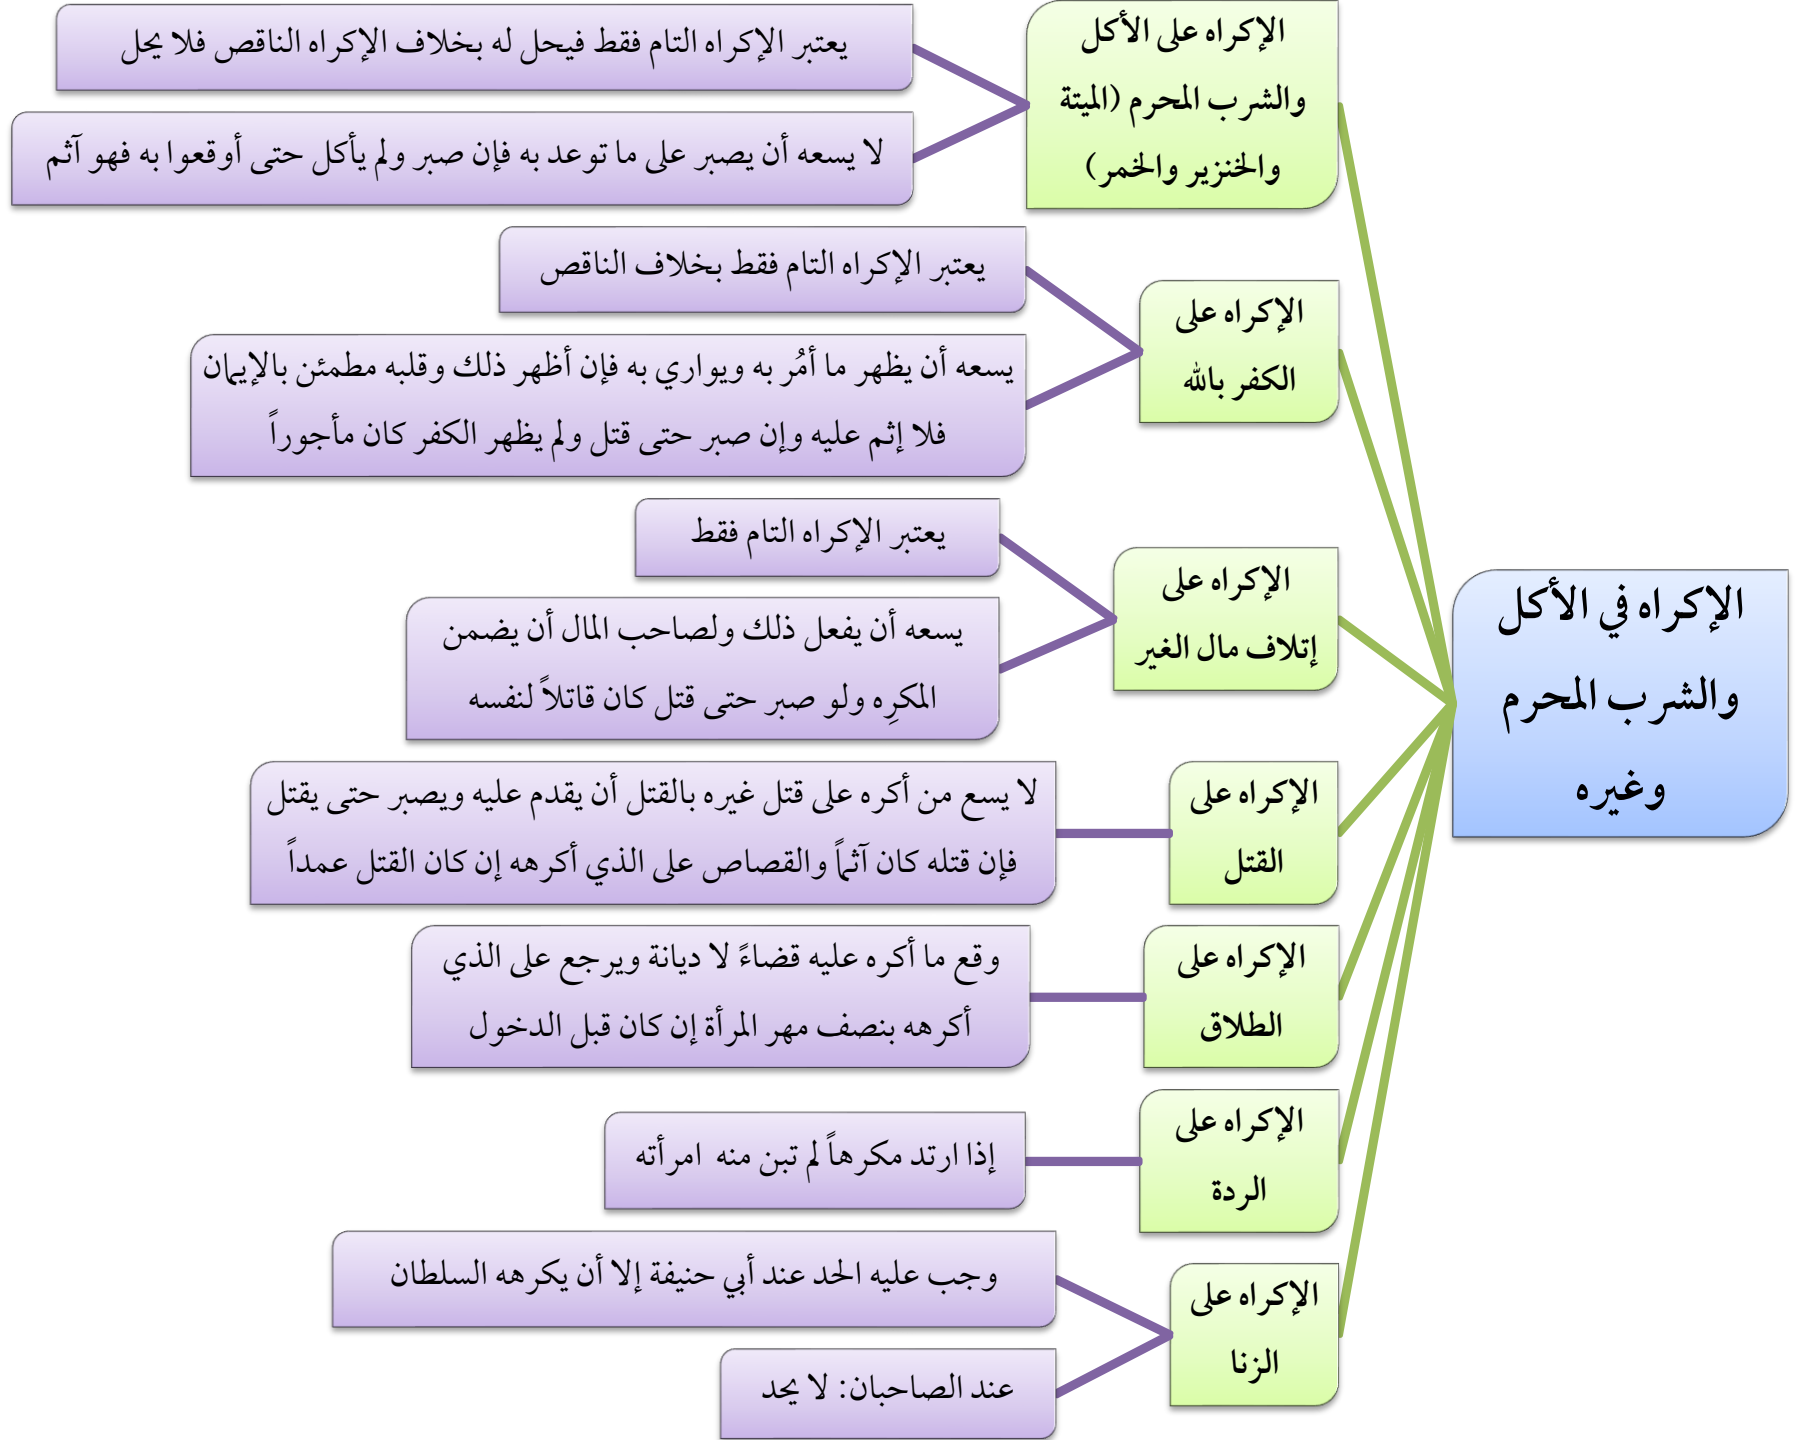 الإكراه في الأكل
والشرب المحرم
وغيره
الإكراه على الأكل
والشرب المحرم (الميتة
والخنزير والخمر)
يعتبر الإكراه التام فقط فيحل له بخلاف الإكراه الناقص فلا يحل
لا يسعه أن يصبر على ما توعد به فإن صبر ولم يأكل حتى أوقعوا به فهو آثم
الإكراه على
الكفر بالله
يعتبر الإكراه التام فقط بخلاف الناقص
يسعه أن يظهر ما أمُر به ويواري به فإن أظهر ذلك وقلبه مطمئن بالإيمان
فلا إثم عليه وإن صبر حتى قتل ولم يظهر الكفر كان مأجوراً
الإكراه على
إتلاف مال الغير
يعتبر الإكراه التام فقط
يسعه أن يفعل ذلك ولصاحب المال أن يضمن
المكرِه ولو صبر حتى قتل كان قاتلاً لنفسه
الإكراه على
القتل
لا يسع من أكره على قتل غيره بالقتل أن يقدم عليه ويصبر حتى يقتل
فإن قتله كان آثماً والقصاص على الذي أكرهه إن كان القتل عمداً
الإكراه على
الطلاق
وقع ما أكره عليه قضاءً لا ديانة ويرجع على الذي
أكرهه بنصف مهر المرأة إن كان قبل الدخول
الإكراه على
الردة
إذا ارتد مكرهاً لم تبن منه امرأته
الإكراه على
الزنا
وجب عليه الحد عند أبي حنيفة إلا أن يكرهه السلطان
عند الصاحبان: لا يحد